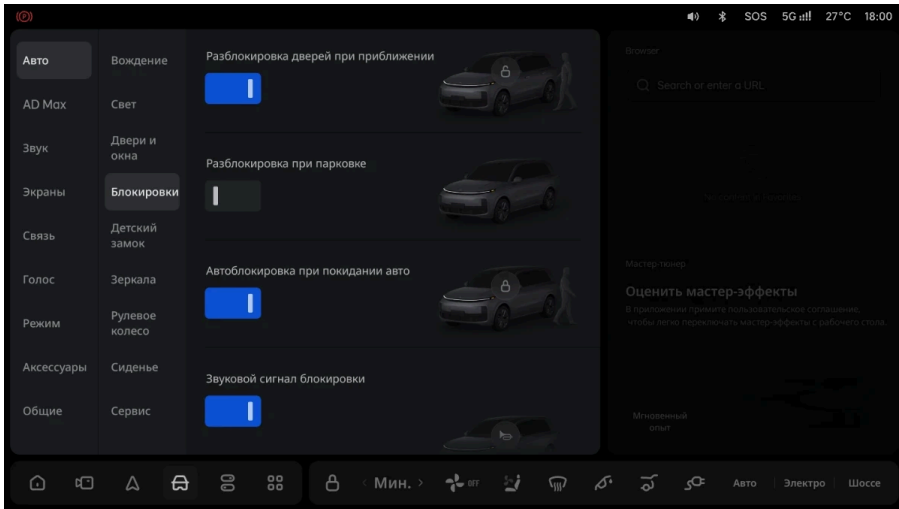 (P)
SOS 5G 27°C 18:00
Авто
AD Max
Звук
Экраны
Связь
Голос
Режим
Аксессуары
Общие
Вождение
Свет
Двери и
окна
Блокировки
Детский
замок
Зеркала
Рулевое
колесо
Сиденье
Сервис
Разблокировка дверей при приближении
Разблокировка при парковке
Автоблокировка при покидании авто
Звуковой сигнал блокировки
Browser
Search or enter a URL
Мастер-тюнер
Оценить мастер-эффекты
В приложении примите пользовательское соглашение,
чтобы легко переключать мастер-эффекты с рабочего стола.
Мгновенный
опыт
< Мин. > OFF Авто Электро Шоссе